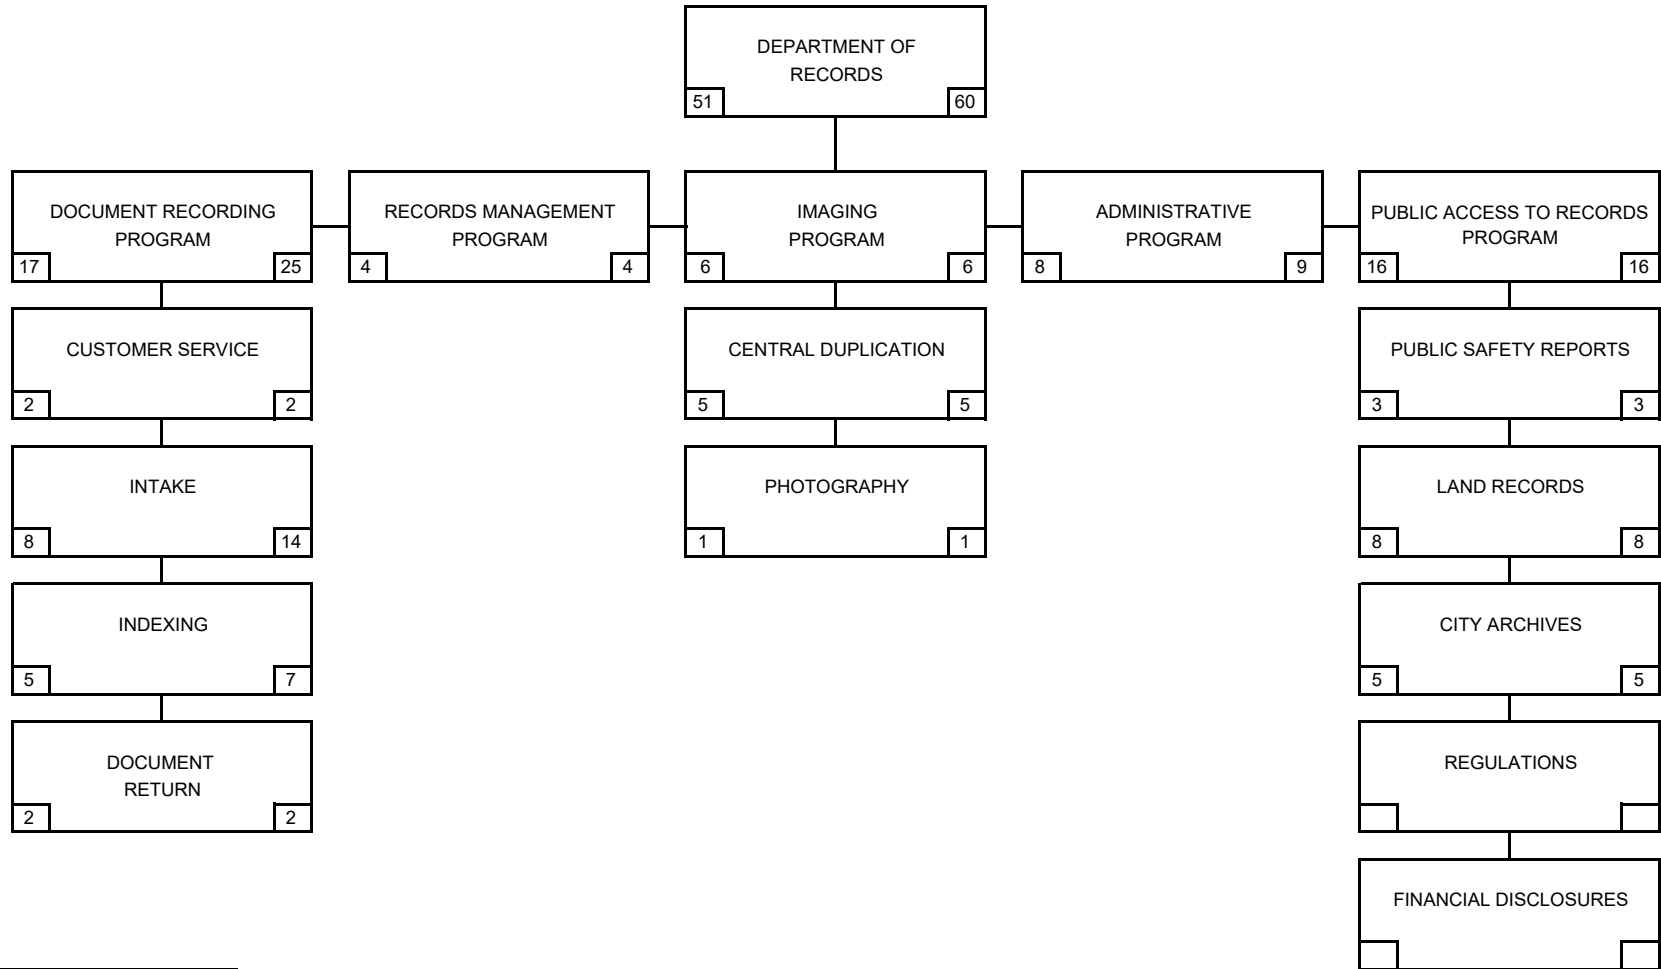 DEPARTMENT OF
RECORDS
51 60
DOCUMENT RECORDING
PROGRAM
17 25
RECORDS MANAGEMENT
PROGRAM
4 4
IMAGING
PROGRAM
6 6
ADMINISTRATIVE
PROGRAM
8 9
PUBLIC ACCESS TO RECORDS
PROGRAM
16 16
CUSTOMER SERVICE
2 2
INTAKE
8 14
INDEXING
5 7
DOCUMENT
RETURN
2 2
CENTRAL DUPLICATION
5 5
PHOTOGRAPHY
1 1
PUBLIC SAFETY REPORTS
3 3
LAND RECORDS
8 8
CITY ARCHIVES
5 5
REGULATIONS
FINANCIAL DISCLOSURES